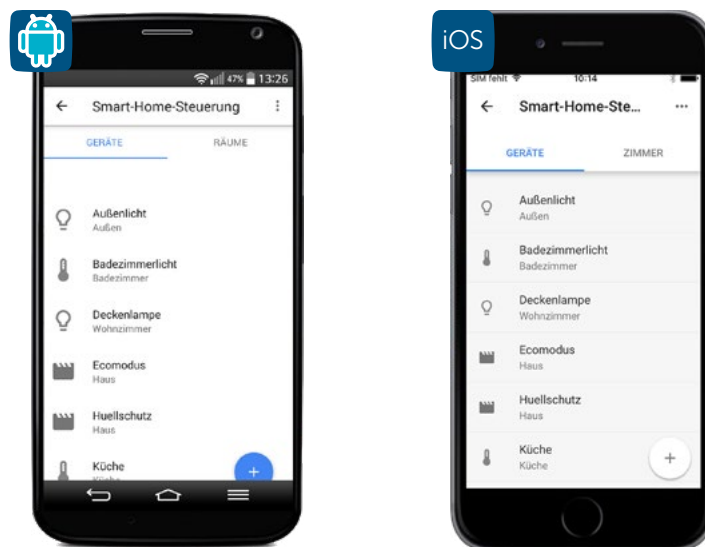 47% 13:26
Smart-Home-Steuerung
GERÄTE RÄUME
Außenlicht
Außen
Badezimmerlicht
Badezimmer
Deckenlampe
Wohnzimmer
Ecomodus
Haus
Huellschutz
Haus
Küche
Küche
iOS
SIM fehlt 10:14
Smart-Home-Ste...
GERÄTE ZIMMER
Außenlicht
Außen
Badezimmerlicht
Badezimmer
Deckenlampe
Wohnzimmer
Ecomodus
Haus
Huellschutz
Haus
Küche
Küche